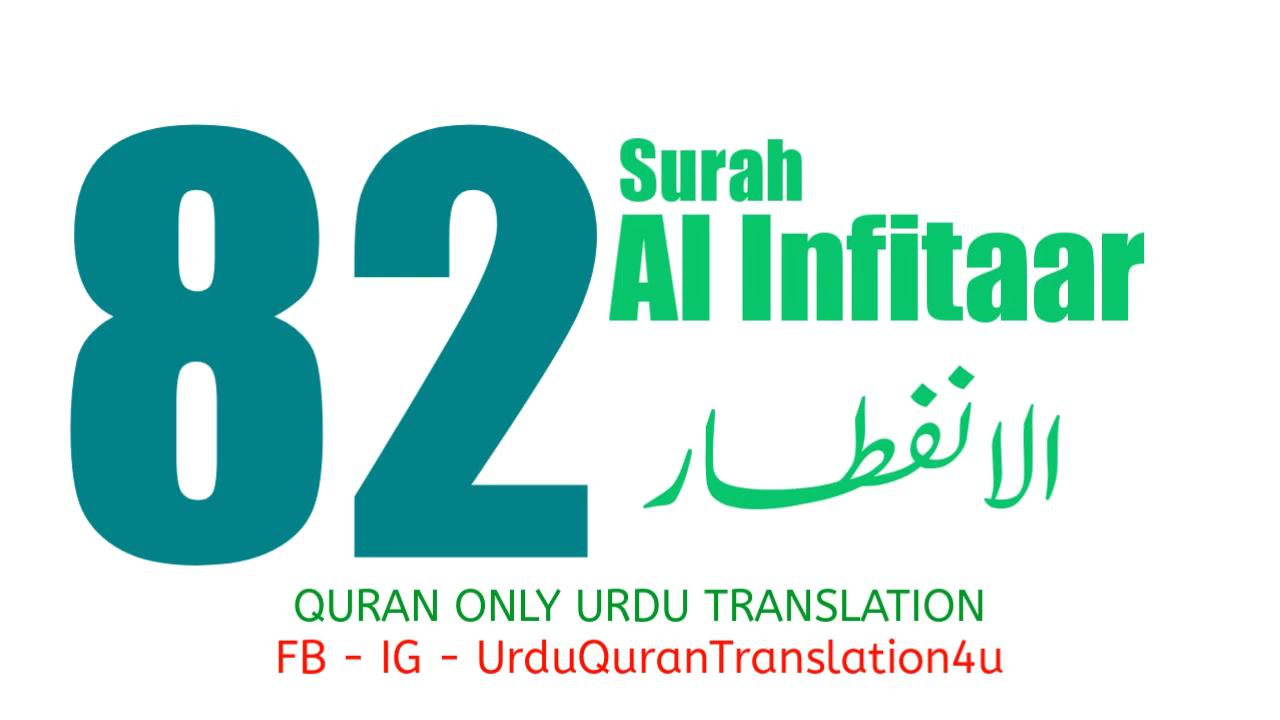 82
Surah
Al Infitaar
الانفطار
QURAN ONLY URDU TRANSLATION
FB - IG - UrduQuranTranslation4u